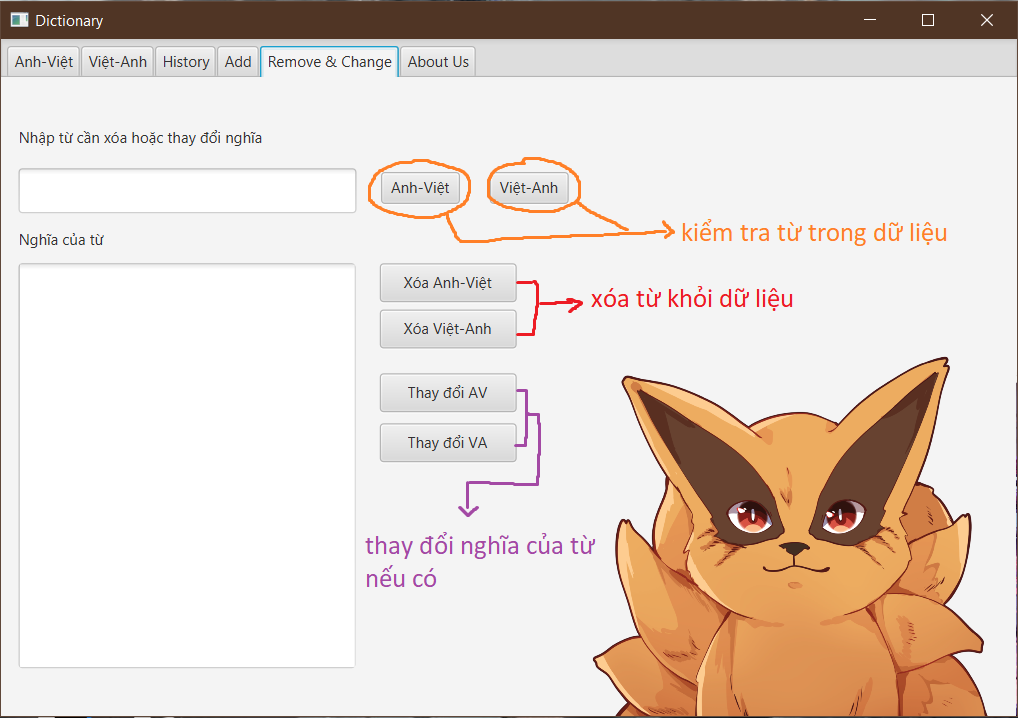 Dictionary
Anh-Việt Việt-Anh History Add Remove & Change About Us
Nhập từ cần xóa hoặc thay đổi nghĩa
Anh-Việt Việt-Anh
kiểm tra từ trong dữ liệu
Nghĩa của từ
Xóa Anh-Việt
xóa từ khỏi dữ liệu
Xóa Việt-Anh
Thay đổi AV
Thay đổi VA
thay đổi nghĩa của từ
nếu có